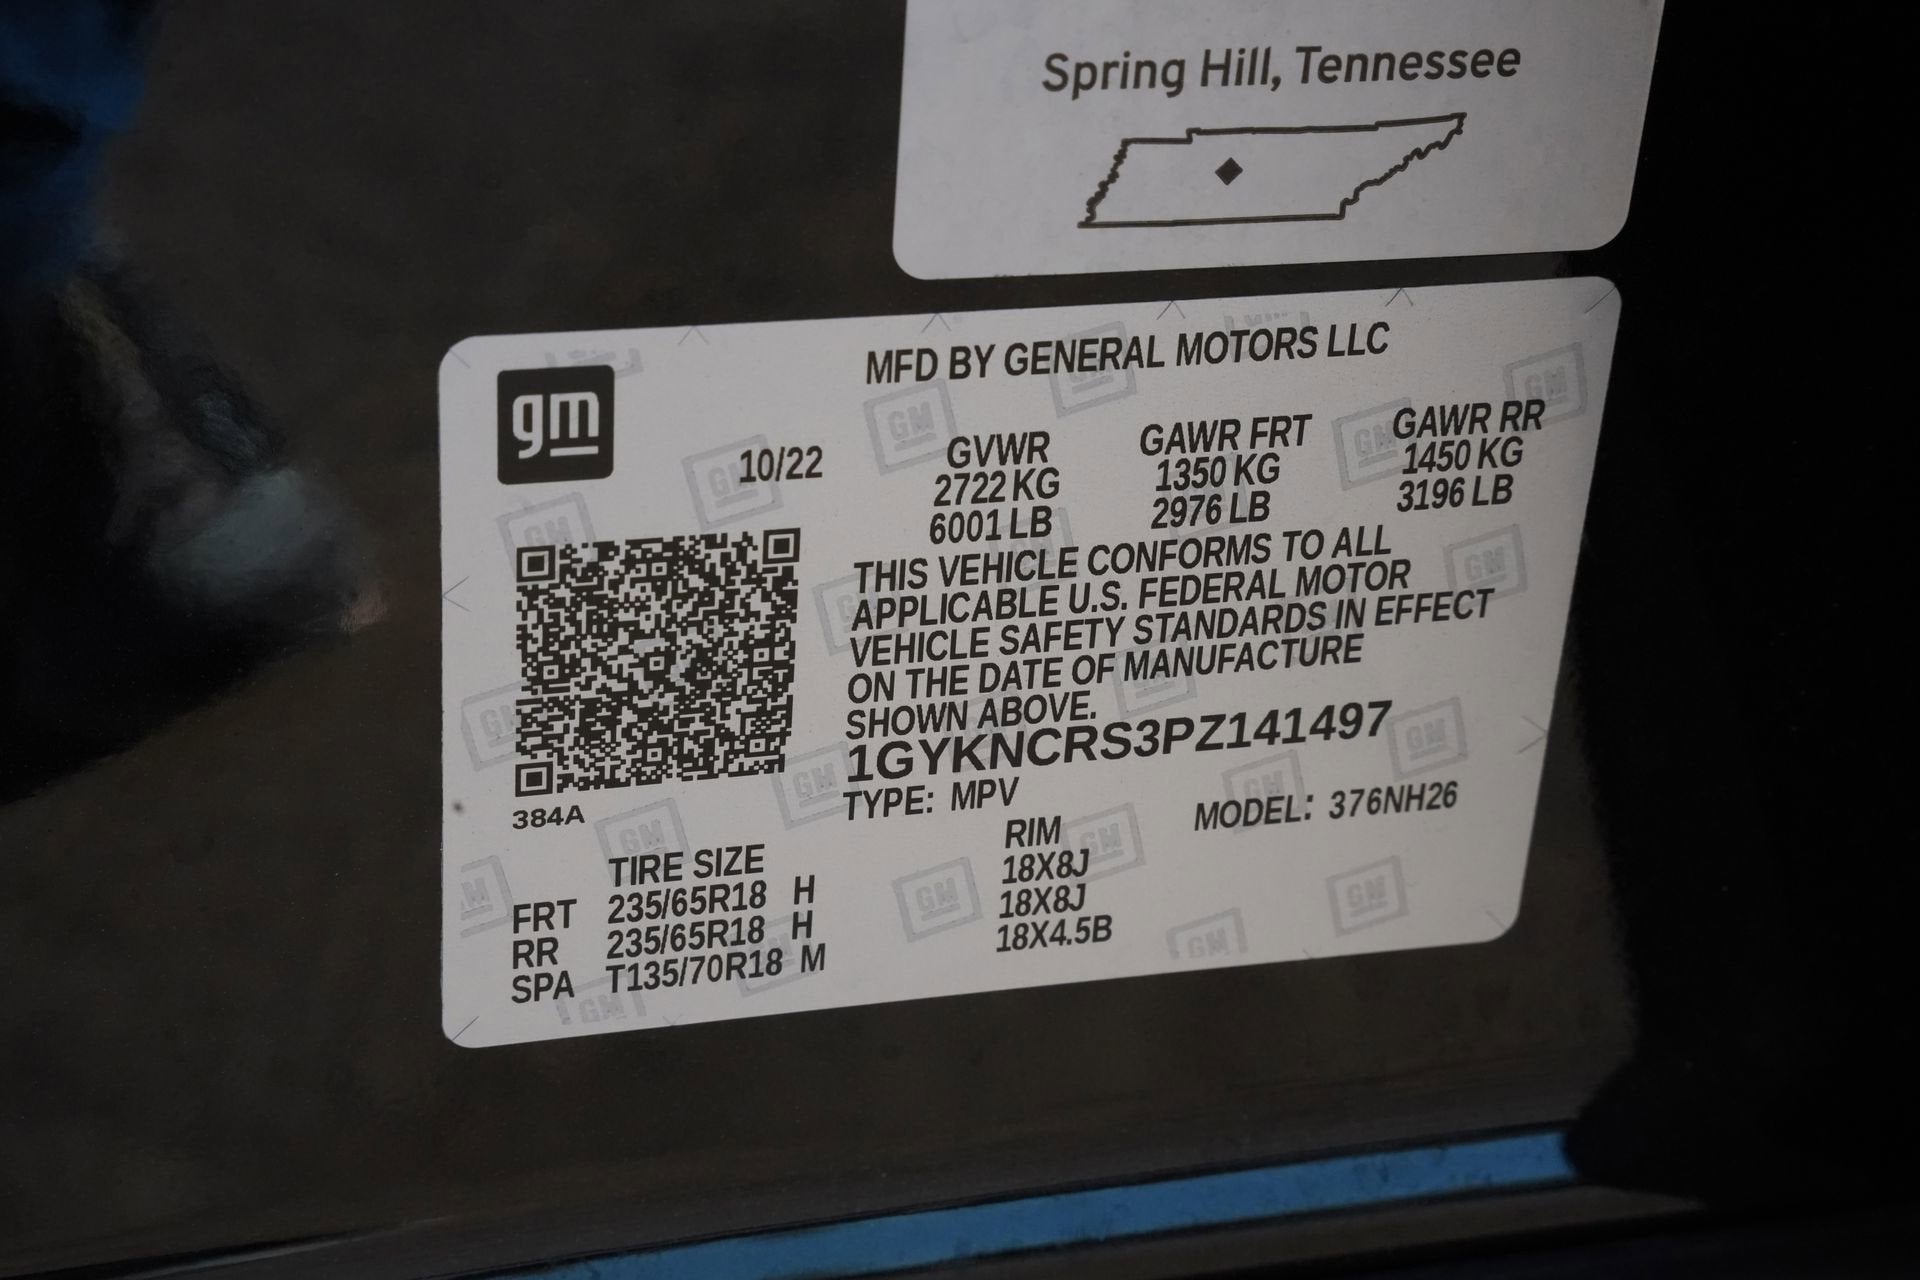 Spring Hill, Tennessee
gm
MFD BY GENERAL MOTORS LLC
10/22
GVWR GAWR FRT GAWR RR
2722 KG 1350 KG 1450 KG
6001 LB 2976 LB 3196 LB
THIS VEHICLE CONFORMS TO ALL
APPLICABLE U.S. FEDERAL MOTOR
VEHICLE SAFETY STANDARDS IN EFFECT
ON THE DATE OF MANUFACTURE
SHOWN ABOVE.
1GYKNCRS3PZ141497
TYPE: MPV MODEL: 376NH26
384A
TIRE SIZE RIM
FRT 235/65R18 H 18X8J
RR 235/65R18 H 18X8J
SPA T135/70R18 M 18X4.5B